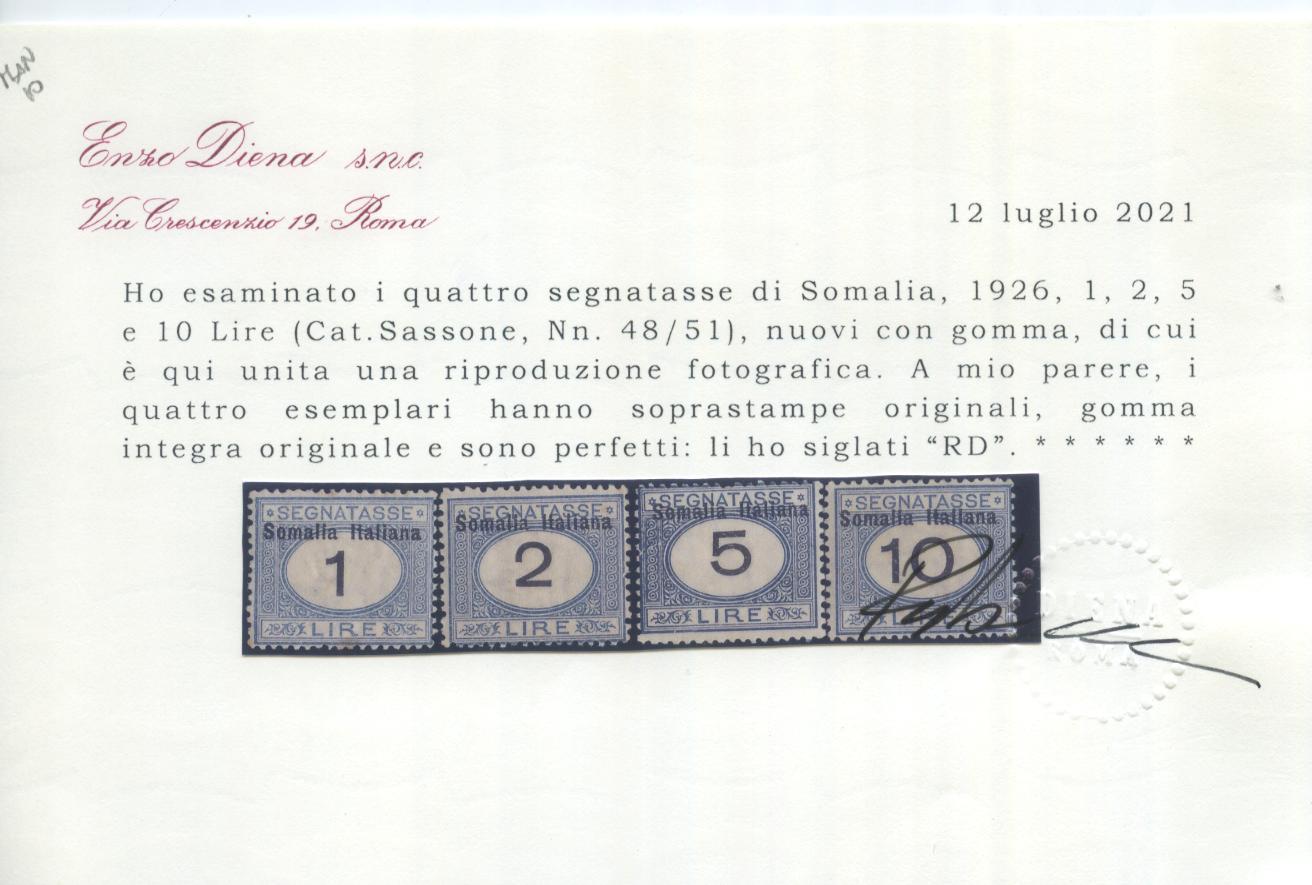 Enzo Diena s.n.c.
Via Crescenzio 19, Roma
12 luglio 2021
Ho esaminato i quattro segnatasse di Somalia, 1926, 1, 2, 5
e 10 Lire (Cat.Sassone, Nn. 48/51), nuovi con gomma, di cui
è qui unita una riproduzione fotografica. A mio parere, i
quattro esemplari hanno soprastampe originali, gomma
integra originale e sono perfetti: li ho siglati “RD”. * * * * * *
SEGNATASSE SEGNATASSE SEGNATASSE SEGNATASSE
Somalia Italiana Somalia Italiana Somalia Italiana Somalia Italiana
1 2 5 10
LIRE LIRE LIRE LIRE
DIENA
ROMA